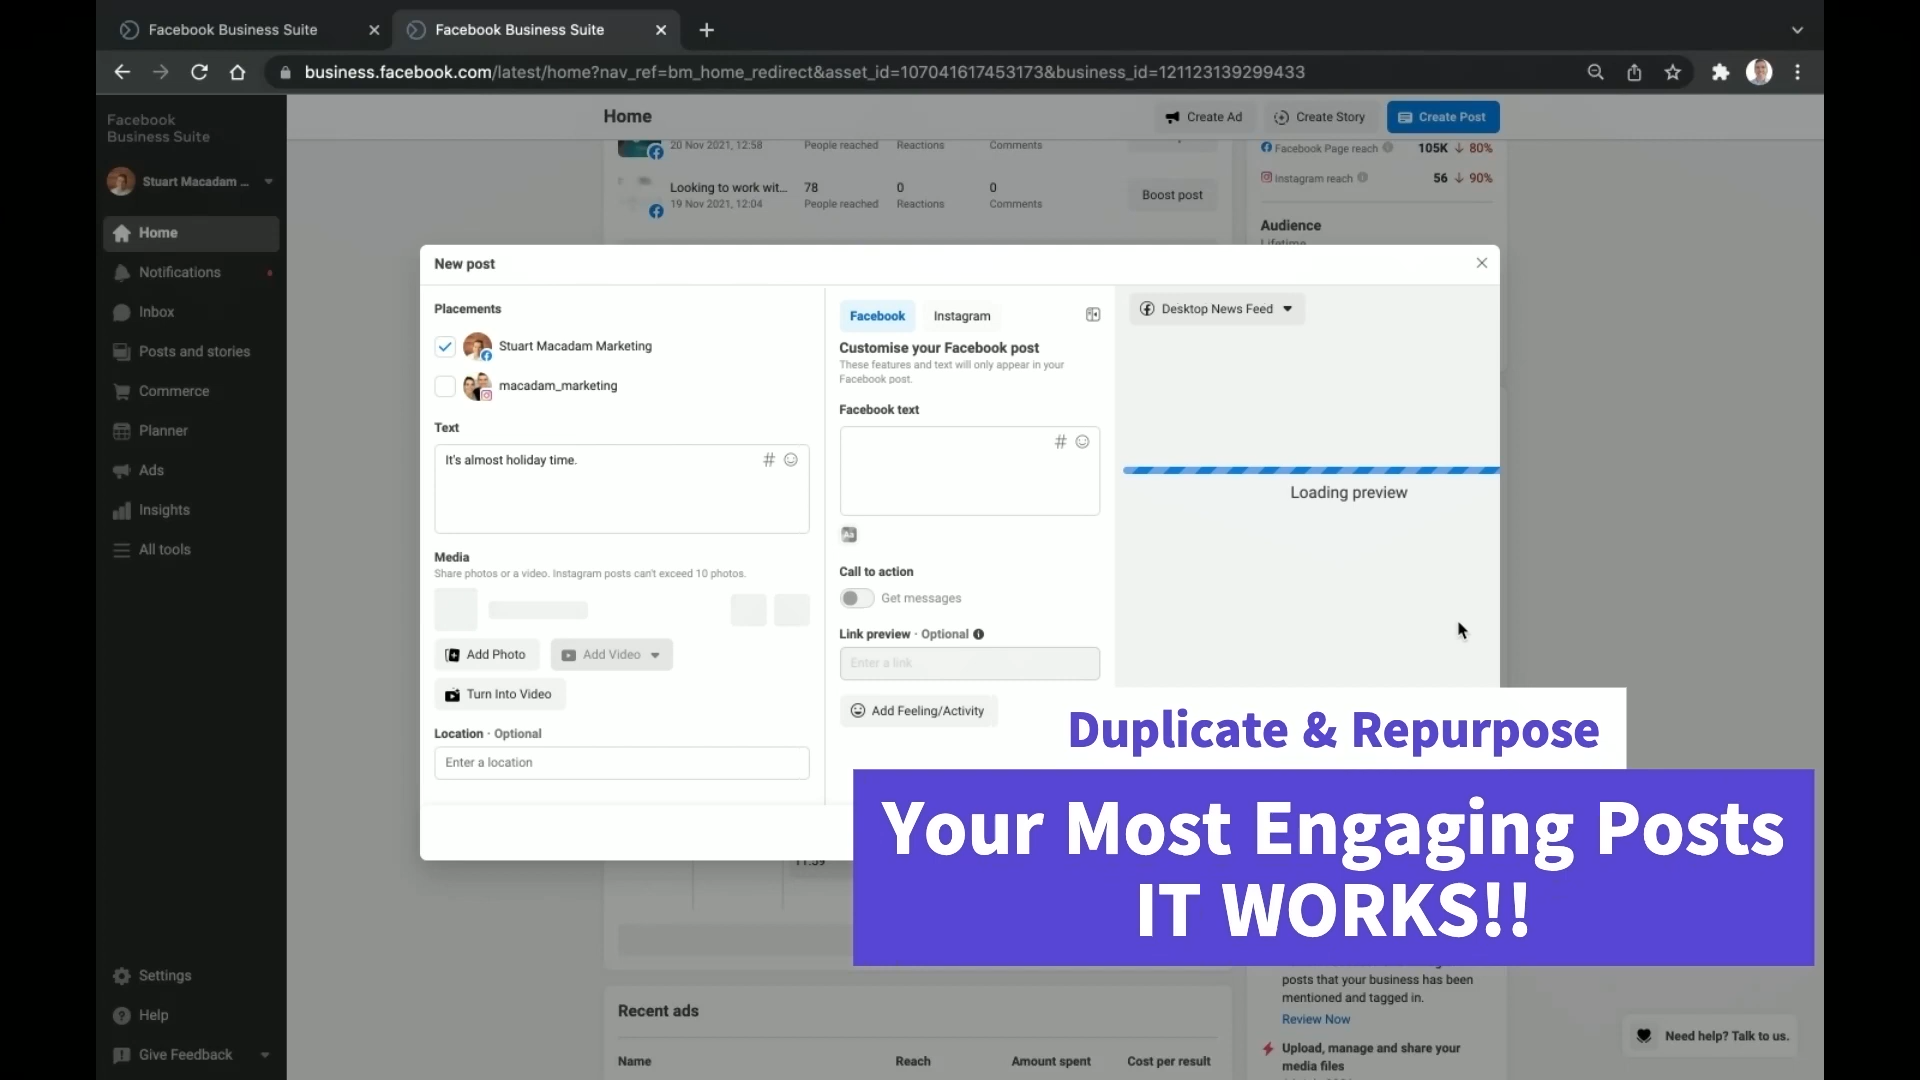 Facebook Business Suite
Facebook Business Suite
business.facebook.com/latest/home?nav_ref=bm_home_redirect&asset_id=107041617453173&business_id=121123139299433
Facebook
Business Suite
Stuart Macadam ...
Home
Notifications
Inbox
Posts and stories
Commerce
Planner
Ads
Insights
All tools
Settings
Help
Give Feedback
Home
Create Ad
Create Story
Create Post
20 Nov 2021, 12:58
People reached
Reactions
Comments
Looking to work wit...
78
0
0
19 Nov 2021, 12:04
People reached
Reactions
Comments
Boost post
Facebook Page reach
105K ↓ 80%
Instagram reach
56 ↓ 90%
Audience
Lifetime
New post
Placements
Stuart Macadam Marketing
macadam_marketing
Text
It's almost holiday time.
Media
Share photos or a video. Instagram posts can't exceed 10 photos.
Add Photo
Add Video
Turn Into Video
Location · Optional
Enter a location
Facebook
Instagram
Customise your Facebook post
These features and text will only appear in your
Facebook post.
Facebook text
#
Aa
Call to action
Get messages
Link preview · Optional
Enter a link
Add Feeling/Activity
Desktop News Feed
Loading preview
Duplicate & Repurpose
Your Most Engaging Posts
IT WORKS!!
11:39
posts that your business has been
mentioned and tagged in.
Review Now
Upload, manage and share your
media files
Recent ads
Name
Reach
Amount spent
Cost per result
Need help? Talk to us.